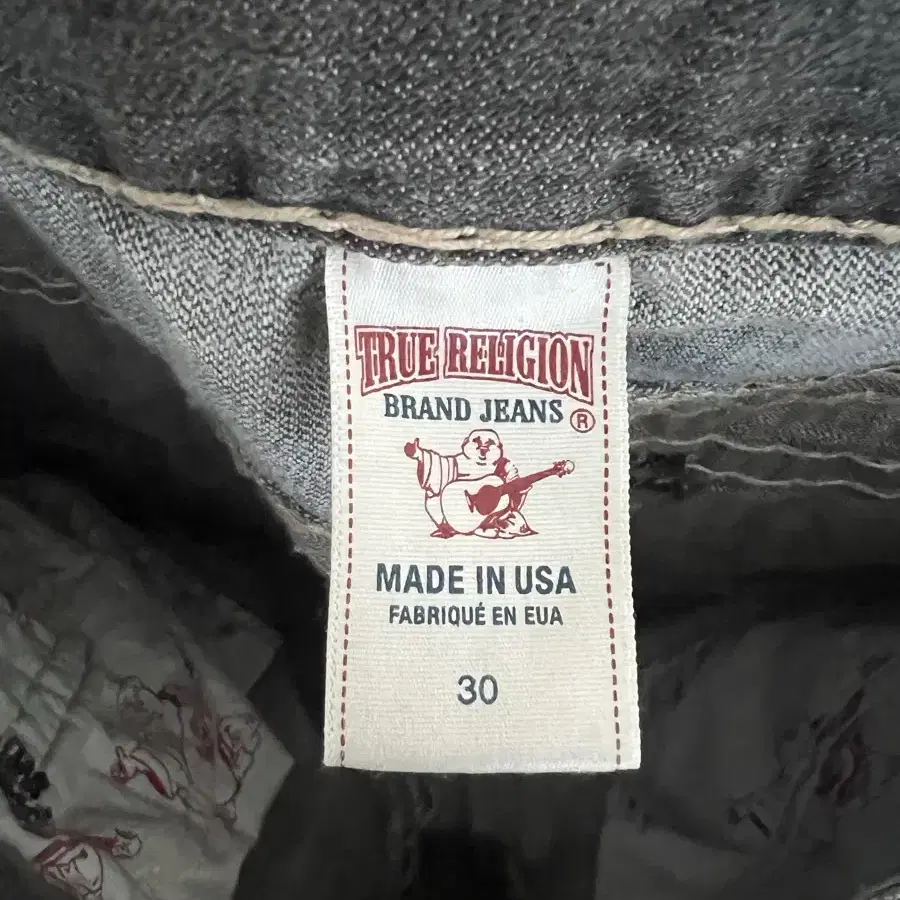 TRUE RELIGION
BRAND JEANS ®
MADE IN USA
FABRIQUÉ EN EUA
30